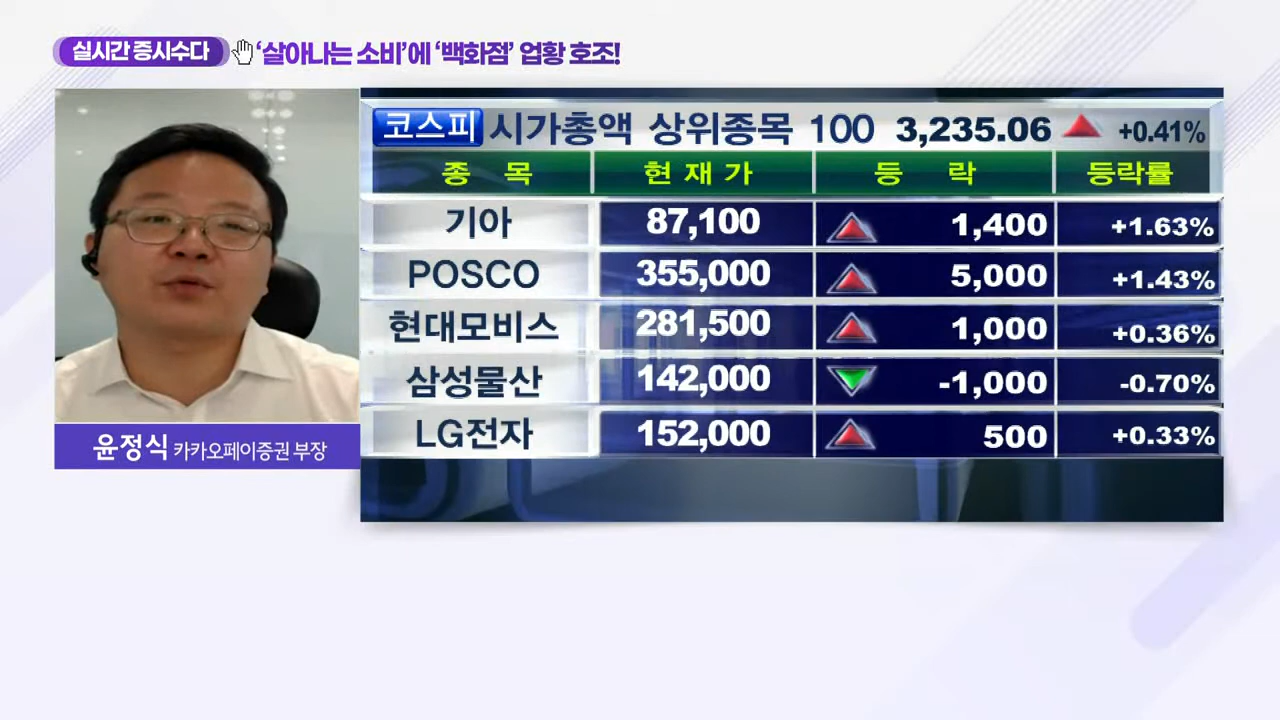 실시간 증시수다 ‘살아나는 소비’에 ‘백화점’ 업황 호조!
코스피 시가총액 상위종목 100 3,235.06 +0.41%
종 목 현 재 가 등 락 등락률
기아 87,100 1,400 +1.63%
POSCO 355,000 5,000 +1.43%
현대모비스 281,500 1,000 +0.36%
삼성물산 142,000 -1,000 -0.70%
LG전자 152,000 500 +0.33%
윤정식 카카오페이증권 부장